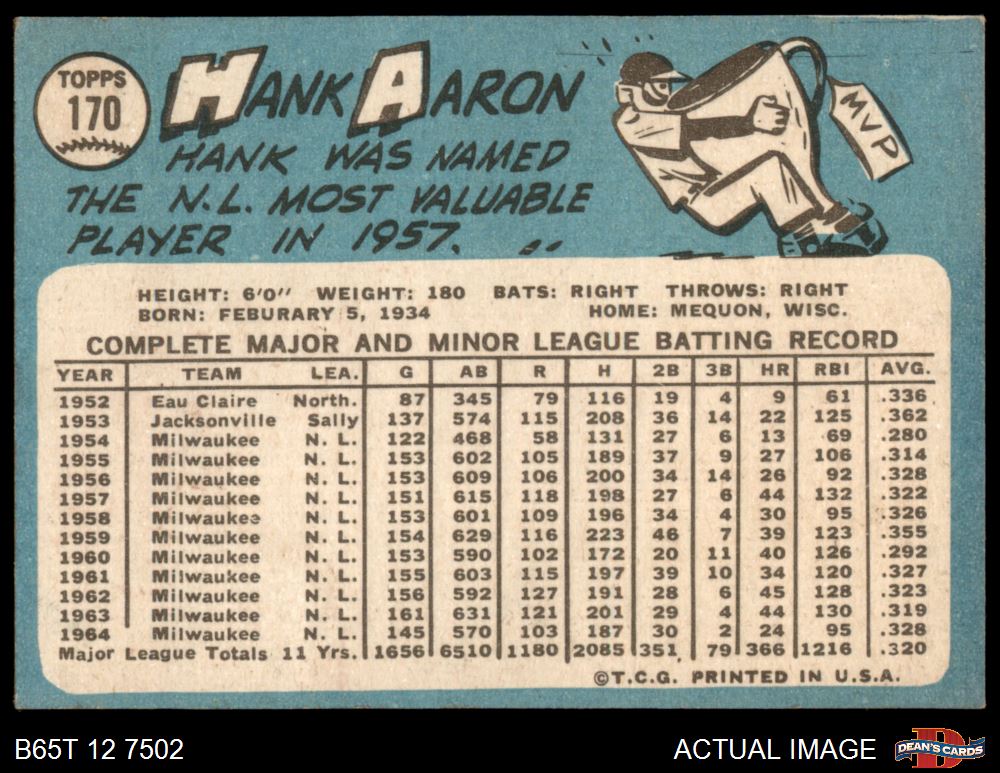 TOPPS
170
HANK AARON
MVP
HANK WAS NAMED
THE N.L. MOST VALUABLE
PLAYER IN 1957.
HEIGHT: 6'0" WEIGHT: 180 BATS: RIGHT THROWS: RIGHT
BORN: FEBURARY 5, 1934 HOME: MEQUON, WISC.
COMPLETE MAJOR AND MINOR LEAGUE BATTING RECORD
YEAR TEAM LEA. G AB R H 2B 3B HR RBI AVG.
1952 Eau Claire North. 87 345 79 116 19 4 9 61 .336
1953 Jacksonville Sally 137 574 115 208 36 14 22 125 .362
1954 Milwaukee N. L. 122 468 58 131 27 6 13 69 .280
1955 Milwaukee N. L. 153 602 105 189 37 9 27 106 .314
1956 Milwaukee N. L. 153 609 106 200 34 14 26 92 .328
1957 Milwaukee N. L. 151 615 118 198 27 6 44 132 .322
1958 Milwaukee N. L. 153 601 109 196 34 4 30 95 .326
1959 Milwaukee N. L. 154 629 116 223 46 7 39 123 .355
1960 Milwaukee N. L. 153 590 102 172 20 11 40 126 .292
1961 Milwaukee N. L. 155 603 115 197 39 10 34 120 .327
1962 Milwaukee N. L. 156 592 127 191 28 6 45 128 .323
1963 Milwaukee N. L. 161 631 121 201 29 4 44 130 .319
1964 Milwaukee N. L. 145 570 103 187 30 2 24 95 .328
Major League Totals 11 Yrs. 1656 6510 1180 2085 351 79 366 1216 .320
©T.C.G. PRINTED IN U.S.A.
B65T 12 7502 ACTUAL IMAGE DEAN'S CARDS